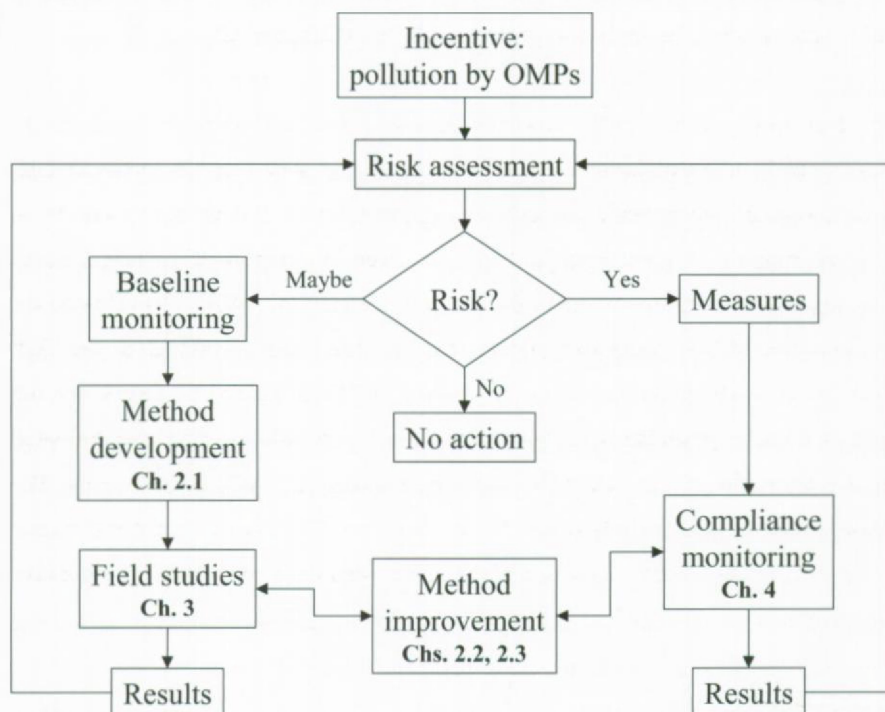 Incentive:
pollution by OMPs
Risk assessment
Maybe
Risk?
Yes
Baseline
monitoring
Measures
No
No action
Method
development
Ch. 2.1
Compliance
monitoring
Ch. 4
Field studies
Ch. 3
Method
improvement
Chs. 2.2, 2.3
Results
Results